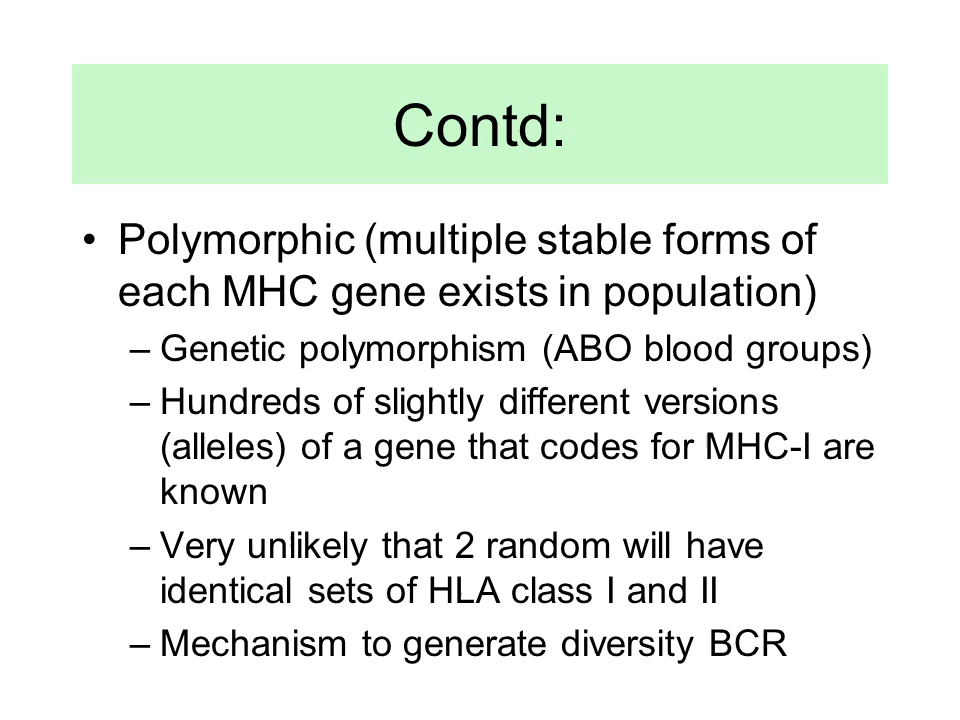 Contd:
• Polymorphic (multiple stable forms of
each MHC gene exists in population)
– Genetic polymorphism (ABO blood groups)
– Hundreds of slightly different versions
(alleles) of a gene that codes for MHC-I are
known
– Very unlikely that 2 random will have
identical sets of HLA class I and II
– Mechanism to generate diversity BCR